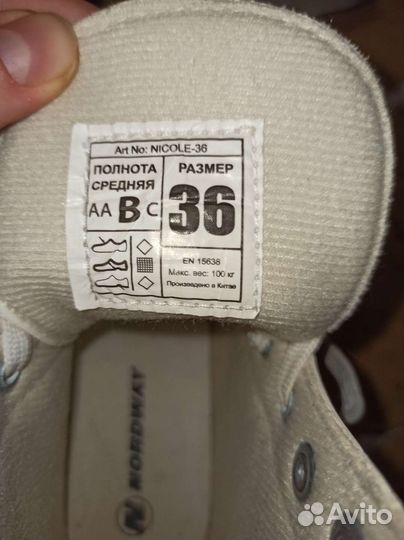 Art No: NICOLE-36
ПОЛНОТА
СРЕДНЯЯ
AA B C
РАЗМЕР
36
EN 15638
Макс. вес: 100 кг
Произведено в Китае
NORDWAY
Avito